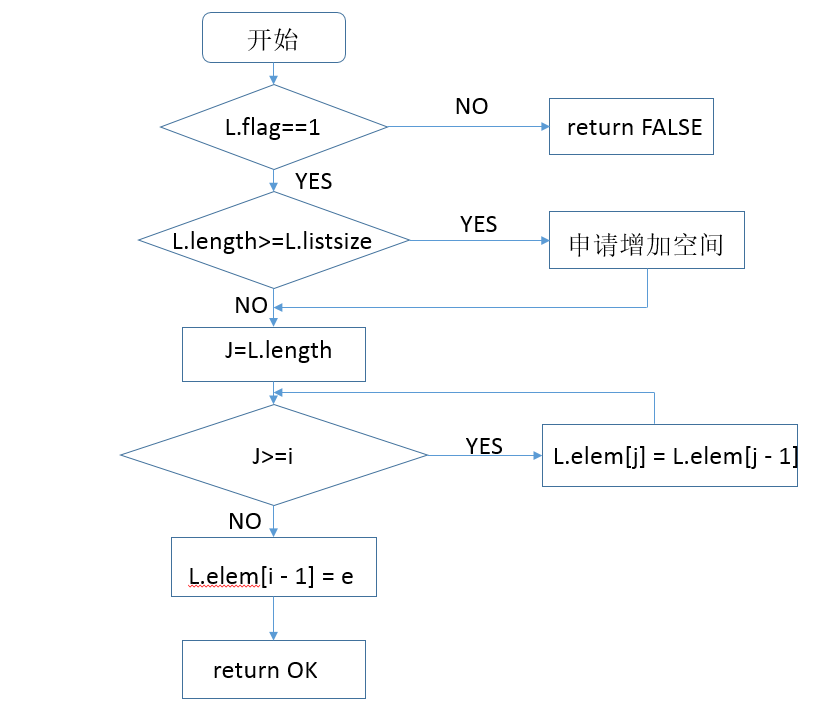 开始
L.flag==1
NO
return FALSE
YES
L.length>=L.listsize
YES
申请增加空间
NO
J=L.length
J>=i
YES
L.elem[j] = L.elem[j - 1]
NO
L.elem[i - 1] = e
return OK